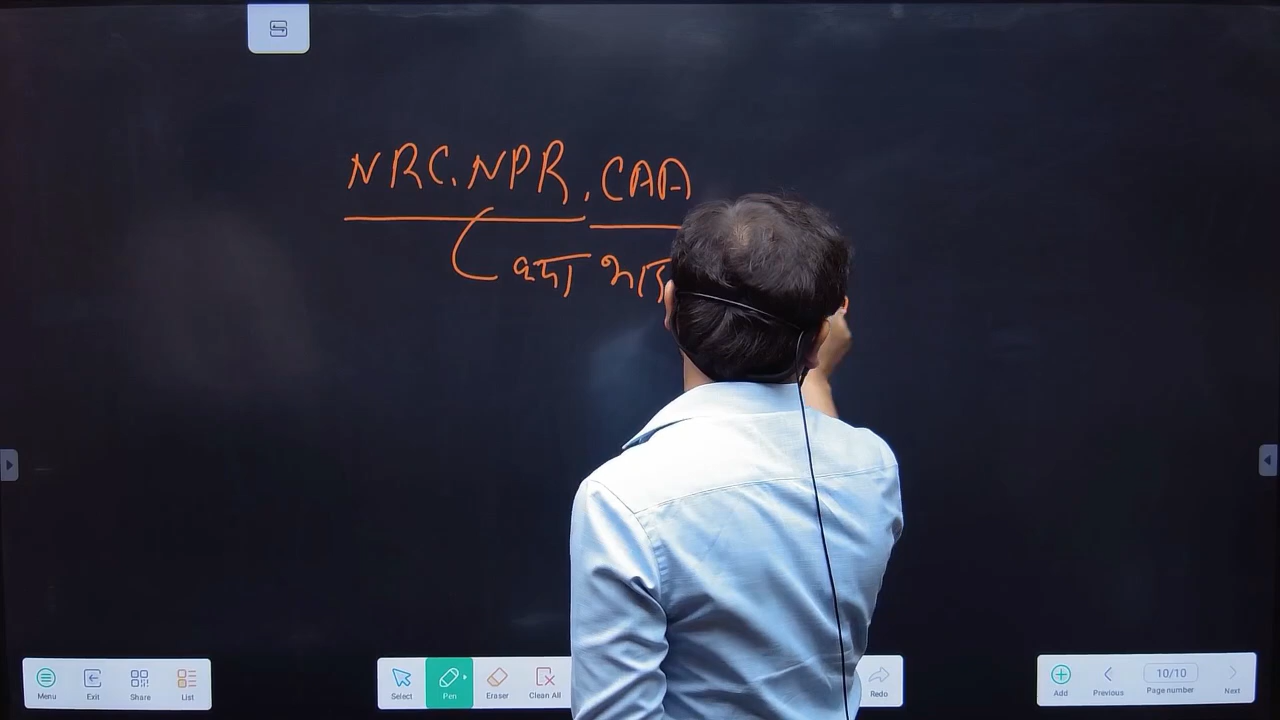 NRC, NPR, CAA
क्या
Menu
Exit
Share
List
Select
Pen
Eraser
Clean All
Redo
Add
Previous
10/10
Page number
Next